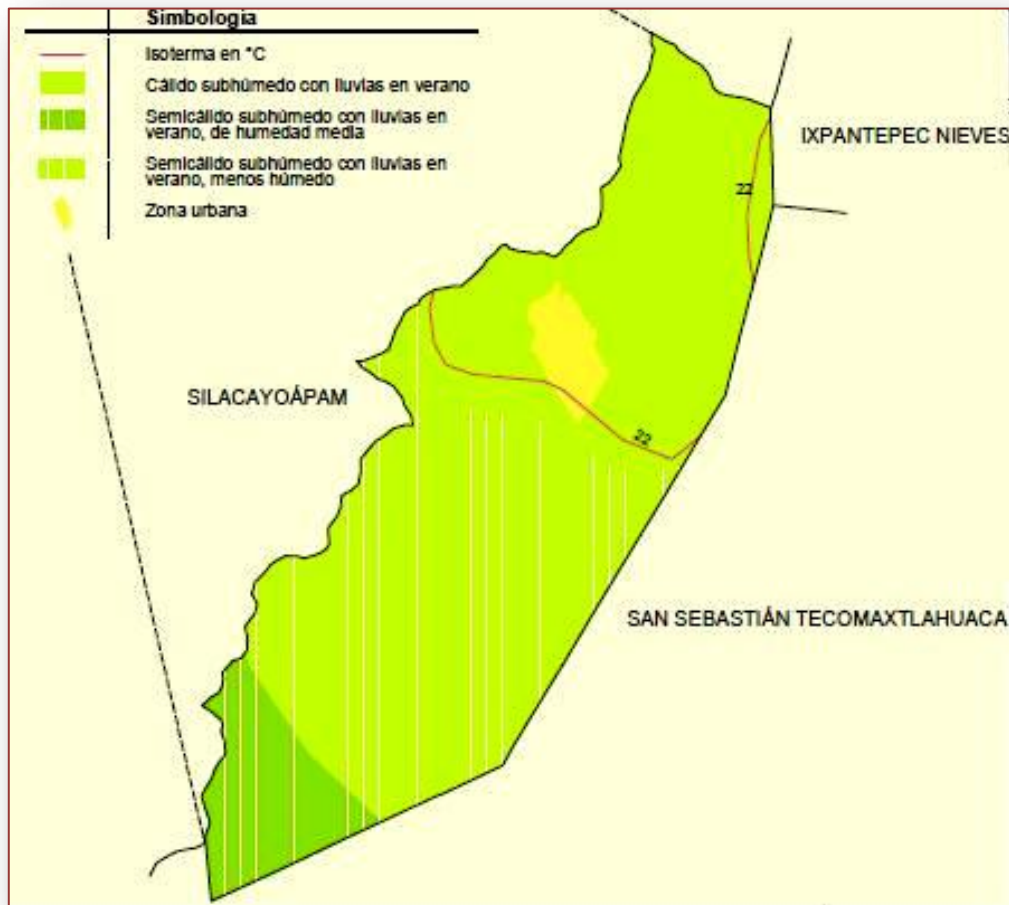 Simbología
Isoterma en °C
Cálido subhúmedo con lluvias en verano
Semicálido subhúmedo con lluvias en
verano, de humedad media
Semicálido subhúmedo con lluvias en
verano, menos húmedo
Zona urbana
IXPANTEPEC NIEVES
22
SILACAYOÁPAM
22
SAN SEBASTIÁN TECOMAXTLAHUACA